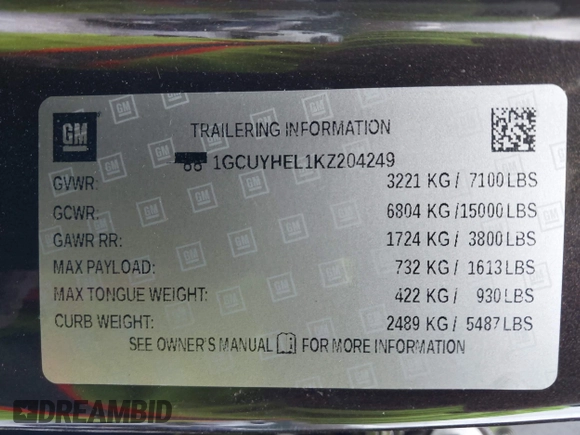 GM
TRAILERING INFORMATION
1GCUYHEL1KZ204249
GVWR: 3221 KG / 7100 LBS
GCWR: 6804 KG / 15000 LBS
GAWR RR: 1724 KG / 3800 LBS
MAX PAYLOAD: 732 KG / 1613 LBS
MAX TONGUE WEIGHT: 422 KG / 930 LBS
CURB WEIGHT: 2489 KG / 5487 LBS
SEE OWNER'S MANUAL FOR MORE INFORMATION
DREAMBID